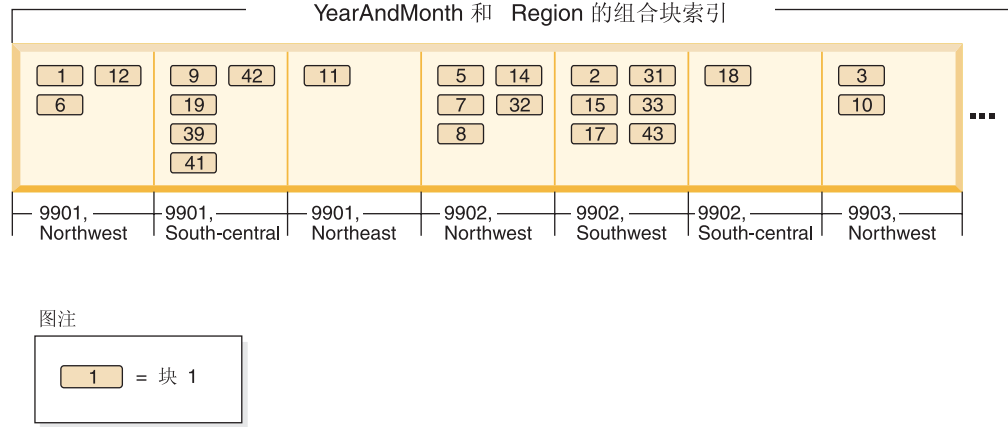 YearAndMonth 和 Region 的组合块索引
1 12 9 42 11 5 14 2 31 18 3
6 19 7 32 15 33 10
39 8 17 43
41
9901, 9901, 9901, 9902, 9902, 9902, 9903,
Northwest South-central Northeast Northwest Southwest South-central Northwest
图注
1 = 块 1